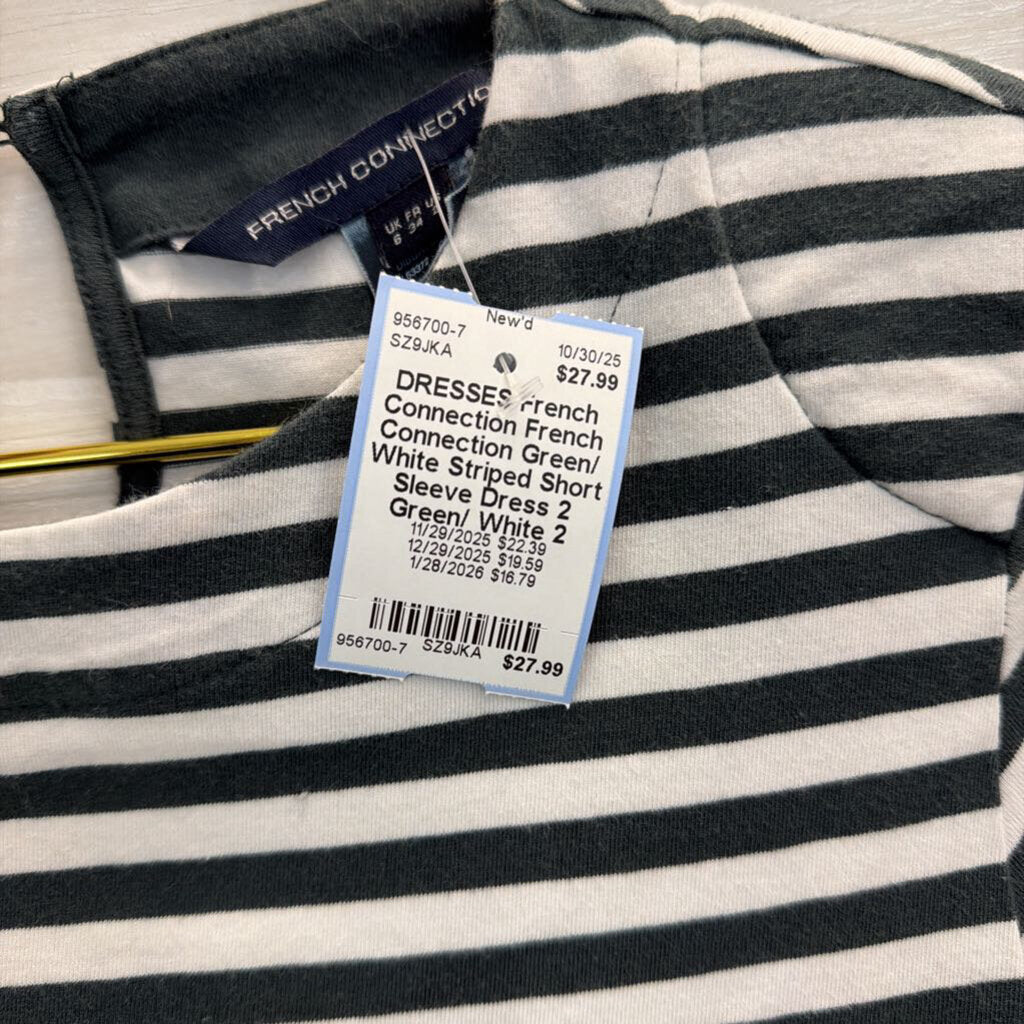 FRENCH CONNECTIO
UK FR U
6 34
New'd
956700-7
SZ9JKA
10/30/25
$27.99
DRESSES French
Connection French
Connection Green/
White Striped Short
Sleeve Dress 2
Green/ White 2
11/29/2025 $22.39
12/29/2025 $19.59
1/28/2026 $16.79
956700-7 SZ9JKA $27.99